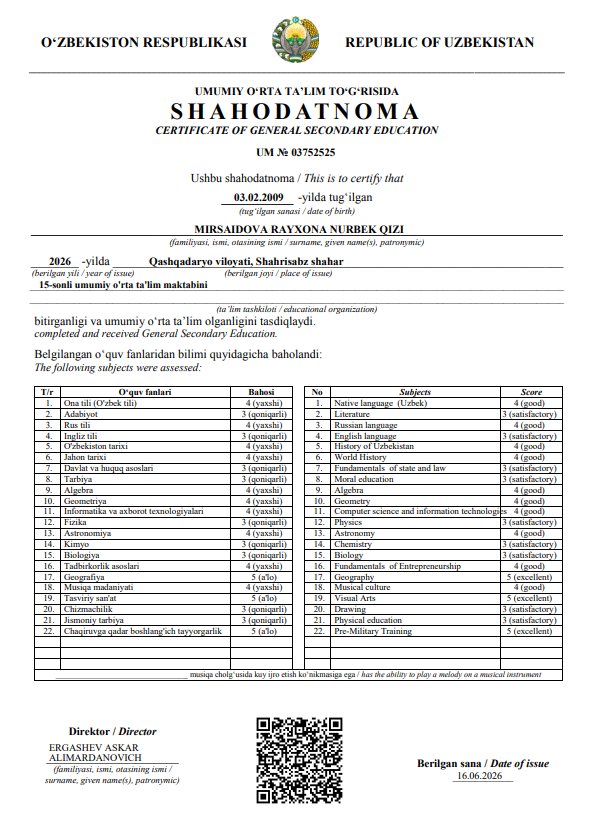 O‘ZBEKISTON RESPUBLIKASI REPUBLIC OF UZBEKISTAN
UMUMIY O‘RTA TA’LIM TO‘G‘RISIDA
SHAHODATNOMA
CERTIFICATE OF GENERAL SECONDARY EDUCATION
UM № 03752525
Ushbu shahodatnoma / This is to certify that
03.02.2009 -yilda tug‘ilgan
(tug‘ilgan sanasi / date of birth)
MIRSAIDOVA RAYXONA NURBEK QIZI
(familiyasi, ismi, otasining ismi / surname, given name(s), patronymic)
2026 -yilda Qashqadaryo viloyati, Shahrisabz shahar
(berilgan yili / year of issue) (berilgan joyi / place of issue)
15-sonli umumiy o'rta ta'lim maktabini
(ta’lim tashkiloti / educational organization)
bitirganligi va umumiy o‘rta ta’lim olganligini tasdiqlaydi.
completed and received General Secondary Education.
Belgilangan o‘quv fanlaridan bilimi quyidagicha baholandi:
The following subjects were assessed:
T/r O‘quv fanlari Bahosi No Subjects Score
1. Ona tili (O'zbek tili) 4 (yaxshi) 1. Native language (Uzbek) 4 (good)
2. Adabiyot 3 (qoniqarli) 2. Literature 3 (satisfactory)
3. Rus tili 4 (yaxshi) 3. Russian language 4 (good)
4. Ingliz tili 3 (qoniqarli) 4. English language 3 (satisfactory)
5. O'zbekiston tarixi 4 (yaxshi) 5. History of Uzbekistan 4 (good)
6. Jahon tarixi 4 (yaxshi) 6. World History 4 (good)
7. Davlat va huquq asoslari 3 (qoniqarli) 7. Fundamentals of state and law 3 (satisfactory)
8. Tarbiya 3 (qoniqarli) 8. Moral education 3 (satisfactory)
9. Algebra 4 (yaxshi) 9. Algebra 4 (good)
10. Geometriya 4 (yaxshi) 10. Geometry 4 (good)
11. Informatika va axborot texnologiyalari 4 (yaxshi) 11. Computer science and information technologies 4 (good)
12. Fizika 3 (qoniqarli) 12. Physics 3 (satisfactory)
13. Astronomiya 4 (yaxshi) 13. Astronomy 4 (good)
14. Kimyo 3 (qoniqarli) 14. Chemistry 3 (satisfactory)
15. Biologiya 3 (qoniqarli) 15. Biology 3 (satisfactory)
16. Tadbirkorlik asoslari 4 (yaxshi) 16. Fundamentals of Entrepreneurship 4 (good)
17. Geografiya 5 (a'lo) 17. Geography 5 (excellent)
18. Musiqa madaniyati 4 (yaxshi) 18. Musical culture 4 (good)
19. Tasviriy san'at 5 (a'lo) 19. Visual Arts 5 (excellent)
20. Chizmachilik 3 (qoniqarli) 20. Drawing 3 (satisfactory)
21. Jismoniy tarbiya 3 (qoniqarli) 21. Physical education 3 (satisfactory)
22. Chaqiruvga qadar boshlang'ich tayyorgarlik 5 (a'lo) 22. Pre-Military Training 5 (excellent)
musiqa cholg‘usida kuy ijro etish ko‘nikmasiga ega / has the ability to play a melody on a musical instrument
Direktor / Director
ERGASHEV ASKAR
ALIMARDANOVICH
(familiyasi, ismi, otasining ismi /
surname, given name(s), patronymic)
Berilgan sana / Date of issue
16.06.2026